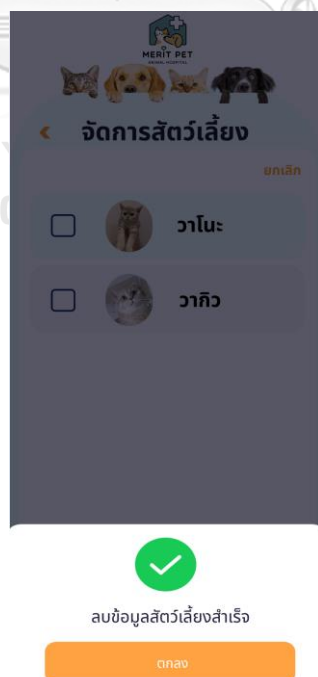 MERIT PET
ANIMAL HOSPITAL
จัดการสัตว์เลี้ยง
ยกเลิก
วาโนะ
วากิว
ลบข้อมูลสัตว์เลี้ยงสำเร็จ
ตกลง